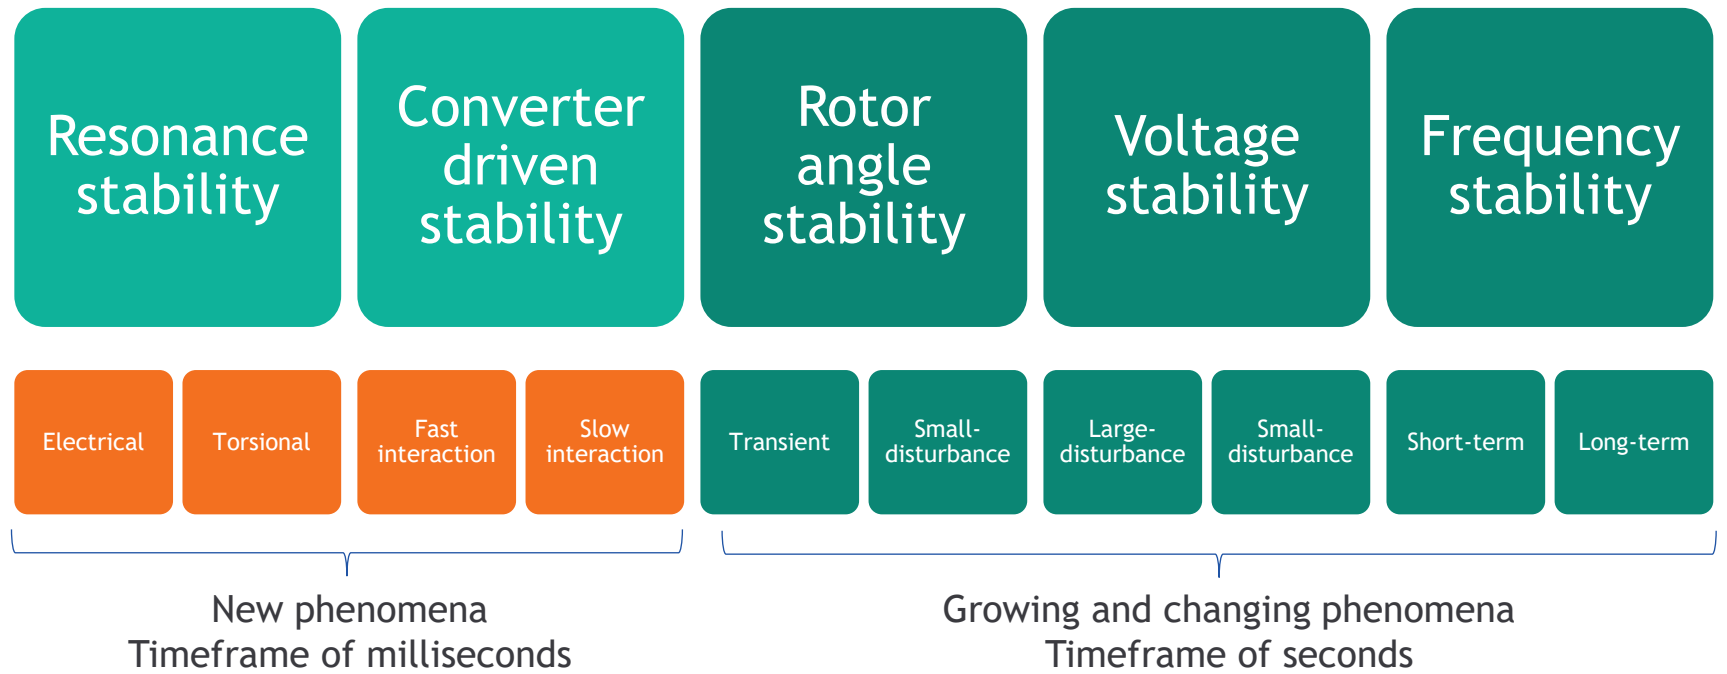 Resonance
stability
Converter
driven
stability
Rotor
angle
stability
Voltage
stability
Frequency
stability
Electrical
Torsional
Fast
interaction
Slow
interaction
Transient
Small-
disturbance
Large-
disturbance
Small-
disturbance
Short-term
Long-term
New phenomena
Timeframe of milliseconds
Growing and changing phenomena
Timeframe of seconds